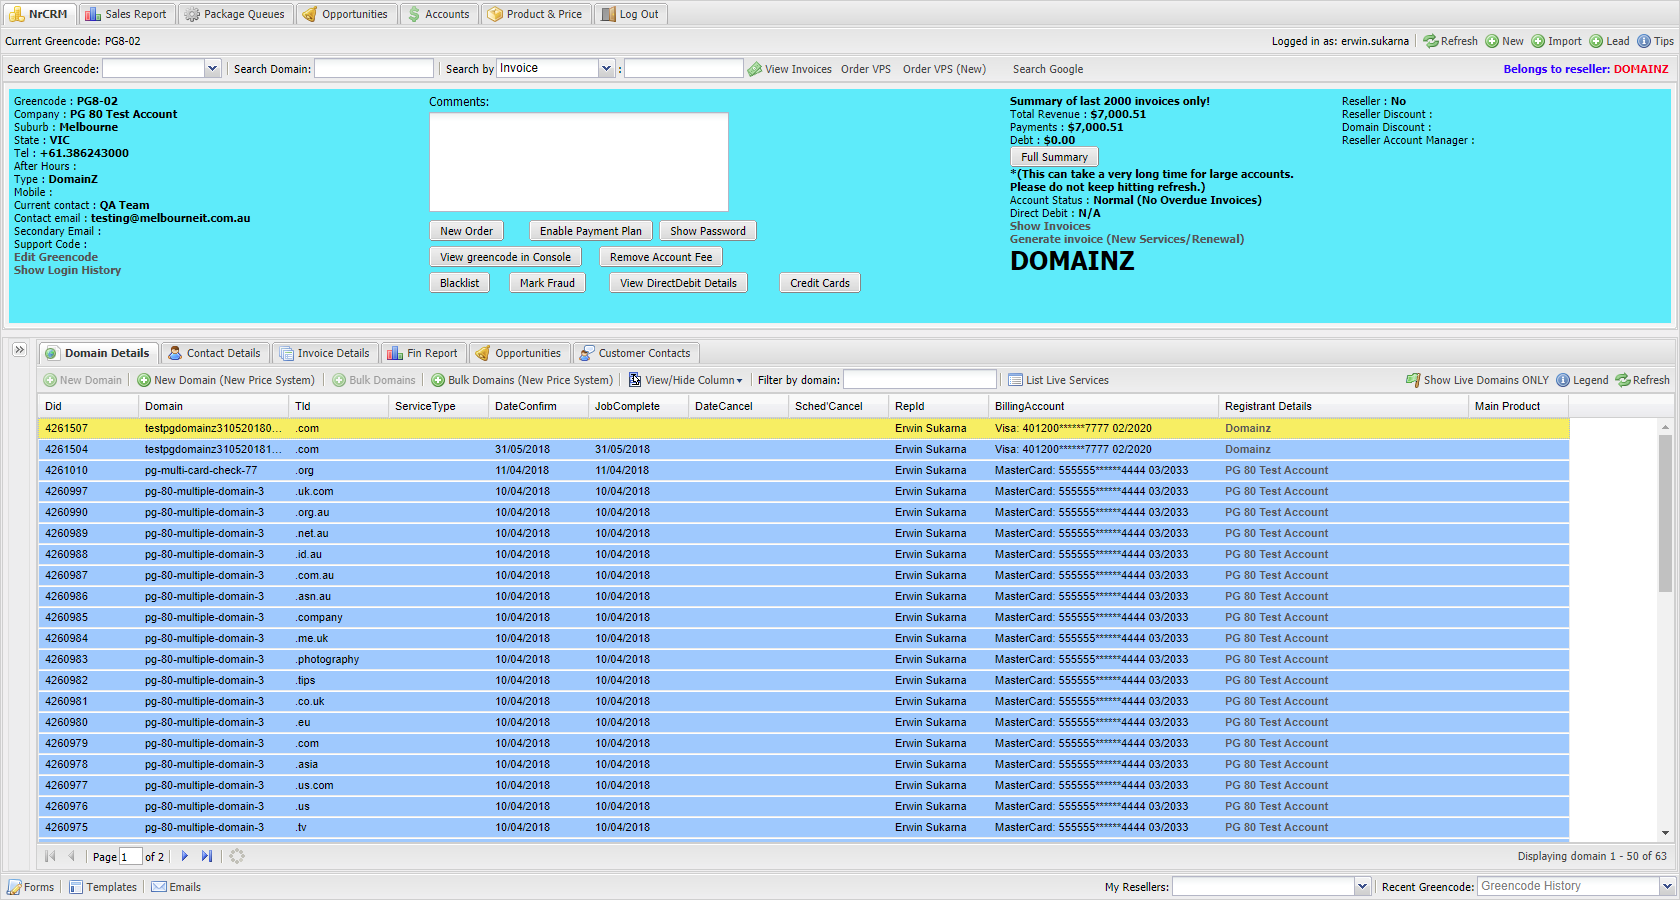 NrCRM Sales Report Package Queues Opportunities Accounts Product & Price Log Out
Current Greencode: PG8-02 Logged in as: erwin.sukarna Refresh New Import Lead Tips
Search Greencode: Search Domain: Search by Invoice : View Invoices Order VPS Order VPS (New) Search Google Belongs to reseller: DOMAINZ
Greencode : PG8-02
Company : PG 80 Test Account
Suburb : Melbourne
State : VIC
Tel : +61.386243000
After Hours :
Type : DomainZ
Mobile :
Current contact : QA Team
Contact email : testing@melbourneit.com.au
Secondary Email :
Support Code :
Edit Greencode
Show Login History
Comments:
New Order Enable Payment Plan Show Password
View greencode in Console Remove Account Fee
Blacklist Mark Fraud View DirectDebit Details Credit Cards
Summary of last 2000 invoices only!
Total Revenue : $7,000.51
Payments : $7,000.51
Debt : $0.00
Full Summary
*(This can take a very long time for large accounts.
Please do not keep hitting refresh.)
Account Status : Normal (No Overdue Invoices)
Direct Debit : N/A
Show Invoices
Generate invoice (New Services/Renewal)
DOMAINZ
Reseller : No
Reseller Discount :
Domain Discount :
Reseller Account Manager :
Domain Details Contact Details Invoice Details Fin Report Opportunities Customer Contacts
New Domain New Domain (New Price System) Bulk Domains Bulk Domains (New Price System) View/Hide Column Filter by domain: List Live Services Show Live Domains ONLY Legend Refresh
Did Domain Tld ServiceType DateConfirm JobComplete DateCancel Sched'Cancel RepId BillingAccount Registrant Details Main Product
4261507 testpgdomainz310520180... .com Erwin Sukarna Visa: 401200******7777 02/2020 Domainz
4261504 testpgdomainz310520181... .com 31/05/2018 31/05/2018 Erwin Sukarna Visa: 401200******7777 02/2020 Domainz
4261010 pg-multi-card-check-77 .org 11/04/2018 11/04/2018 Erwin Sukarna MasterCard: 555555******4444 03/2033 PG 80 Test Account
4260997 pg-80-multiple-domain-3 .uk.com 10/04/2018 10/04/2018 Erwin Sukarna MasterCard: 555555******4444 03/2033 PG 80 Test Account
4260990 pg-80-multiple-domain-3 .org.au 10/04/2018 10/04/2018 Erwin Sukarna MasterCard: 555555******4444 03/2033 PG 80 Test Account
4260989 pg-80-multiple-domain-3 .net.au 10/04/2018 10/04/2018 Erwin Sukarna MasterCard: 555555******4444 03/2033 PG 80 Test Account
4260988 pg-80-multiple-domain-3 .id.au 10/04/2018 10/04/2018 Erwin Sukarna MasterCard: 555555******4444 03/2033 PG 80 Test Account
4260987 pg-80-multiple-domain-3 .com.au 10/04/2018 10/04/2018 Erwin Sukarna MasterCard: 555555******4444 03/2033 PG 80 Test Account
4260986 pg-80-multiple-domain-3 .asn.au 10/04/2018 10/04/2018 Erwin Sukarna MasterCard: 555555******4444 03/2033 PG 80 Test Account
4260985 pg-80-multiple-domain-3 .company 10/04/2018 10/04/2018 Erwin Sukarna MasterCard: 555555******4444 03/2033 PG 80 Test Account
4260984 pg-80-multiple-domain-3 .me.uk 10/04/2018 10/04/2018 Erwin Sukarna MasterCard: 555555******4444 03/2033 PG 80 Test Account
4260983 pg-80-multiple-domain-3 .photography 10/04/2018 10/04/2018 Erwin Sukarna MasterCard: 555555******4444 03/2033 PG 80 Test Account
4260982 pg-80-multiple-domain-3 .tips 10/04/2018 10/04/2018 Erwin Sukarna MasterCard: 555555******4444 03/2033 PG 80 Test Account
4260981 pg-80-multiple-domain-3 .co.uk 10/04/2018 10/04/2018 Erwin Sukarna MasterCard: 555555******4444 03/2033 PG 80 Test Account
4260980 pg-80-multiple-domain-3 .eu 10/04/2018 10/04/2018 Erwin Sukarna MasterCard: 555555******4444 03/2033 PG 80 Test Account
4260979 pg-80-multiple-domain-3 .com 10/04/2018 10/04/2018 Erwin Sukarna MasterCard: 555555******4444 03/2033 PG 80 Test Account
4260978 pg-80-multiple-domain-3 .asia 10/04/2018 10/04/2018 Erwin Sukarna MasterCard: 555555******4444 03/2033 PG 80 Test Account
4260977 pg-80-multiple-domain-3 .us.com 10/04/2018 10/04/2018 Erwin Sukarna MasterCard: 555555******4444 03/2033 PG 80 Test Account
4260976 pg-80-multiple-domain-3 .us 10/04/2018 10/04/2018 Erwin Sukarna MasterCard: 555555******4444 03/2033 PG 80 Test Account
4260975 pg-80-multiple-domain-3 .tv 10/04/2018 10/04/2018 Erwin Sukarna MasterCard: 555555******4444 03/2033 PG 80 Test Account
Page 1 of 2 Displaying domain 1 - 50 of 63
Forms Templates Emails My Resellers: Recent Greencode: Greencode History